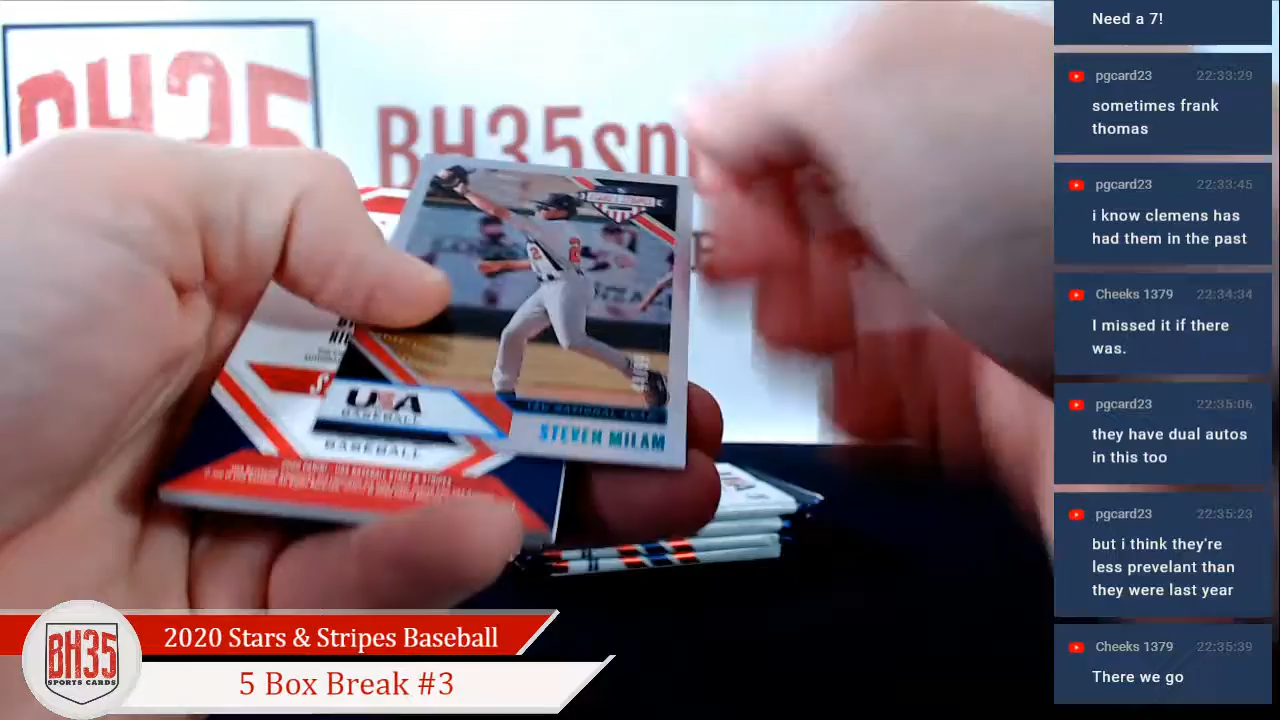 BH35
BH35sp
STARS & STRIPES
USA
BASEBALL
BASEBALL
STEVEN MILAM
BH35
SPORTS CARDS
2020 Stars & Stripes Baseball
5 Box Break #3
Need a 7!
pgcard23 22:33:29
sometimes frank
thomas
pgcard23 22:33:45
i know clemens has
had them in the past
Cheeks 1379 22:34:34
I missed it if there
was.
pgcard23 22:35:06
they have dual autos
in this too
pgcard23 22:35:23
but i think they're
less prevelant than
they were last year
Cheeks 1379 22:35:39
There we go